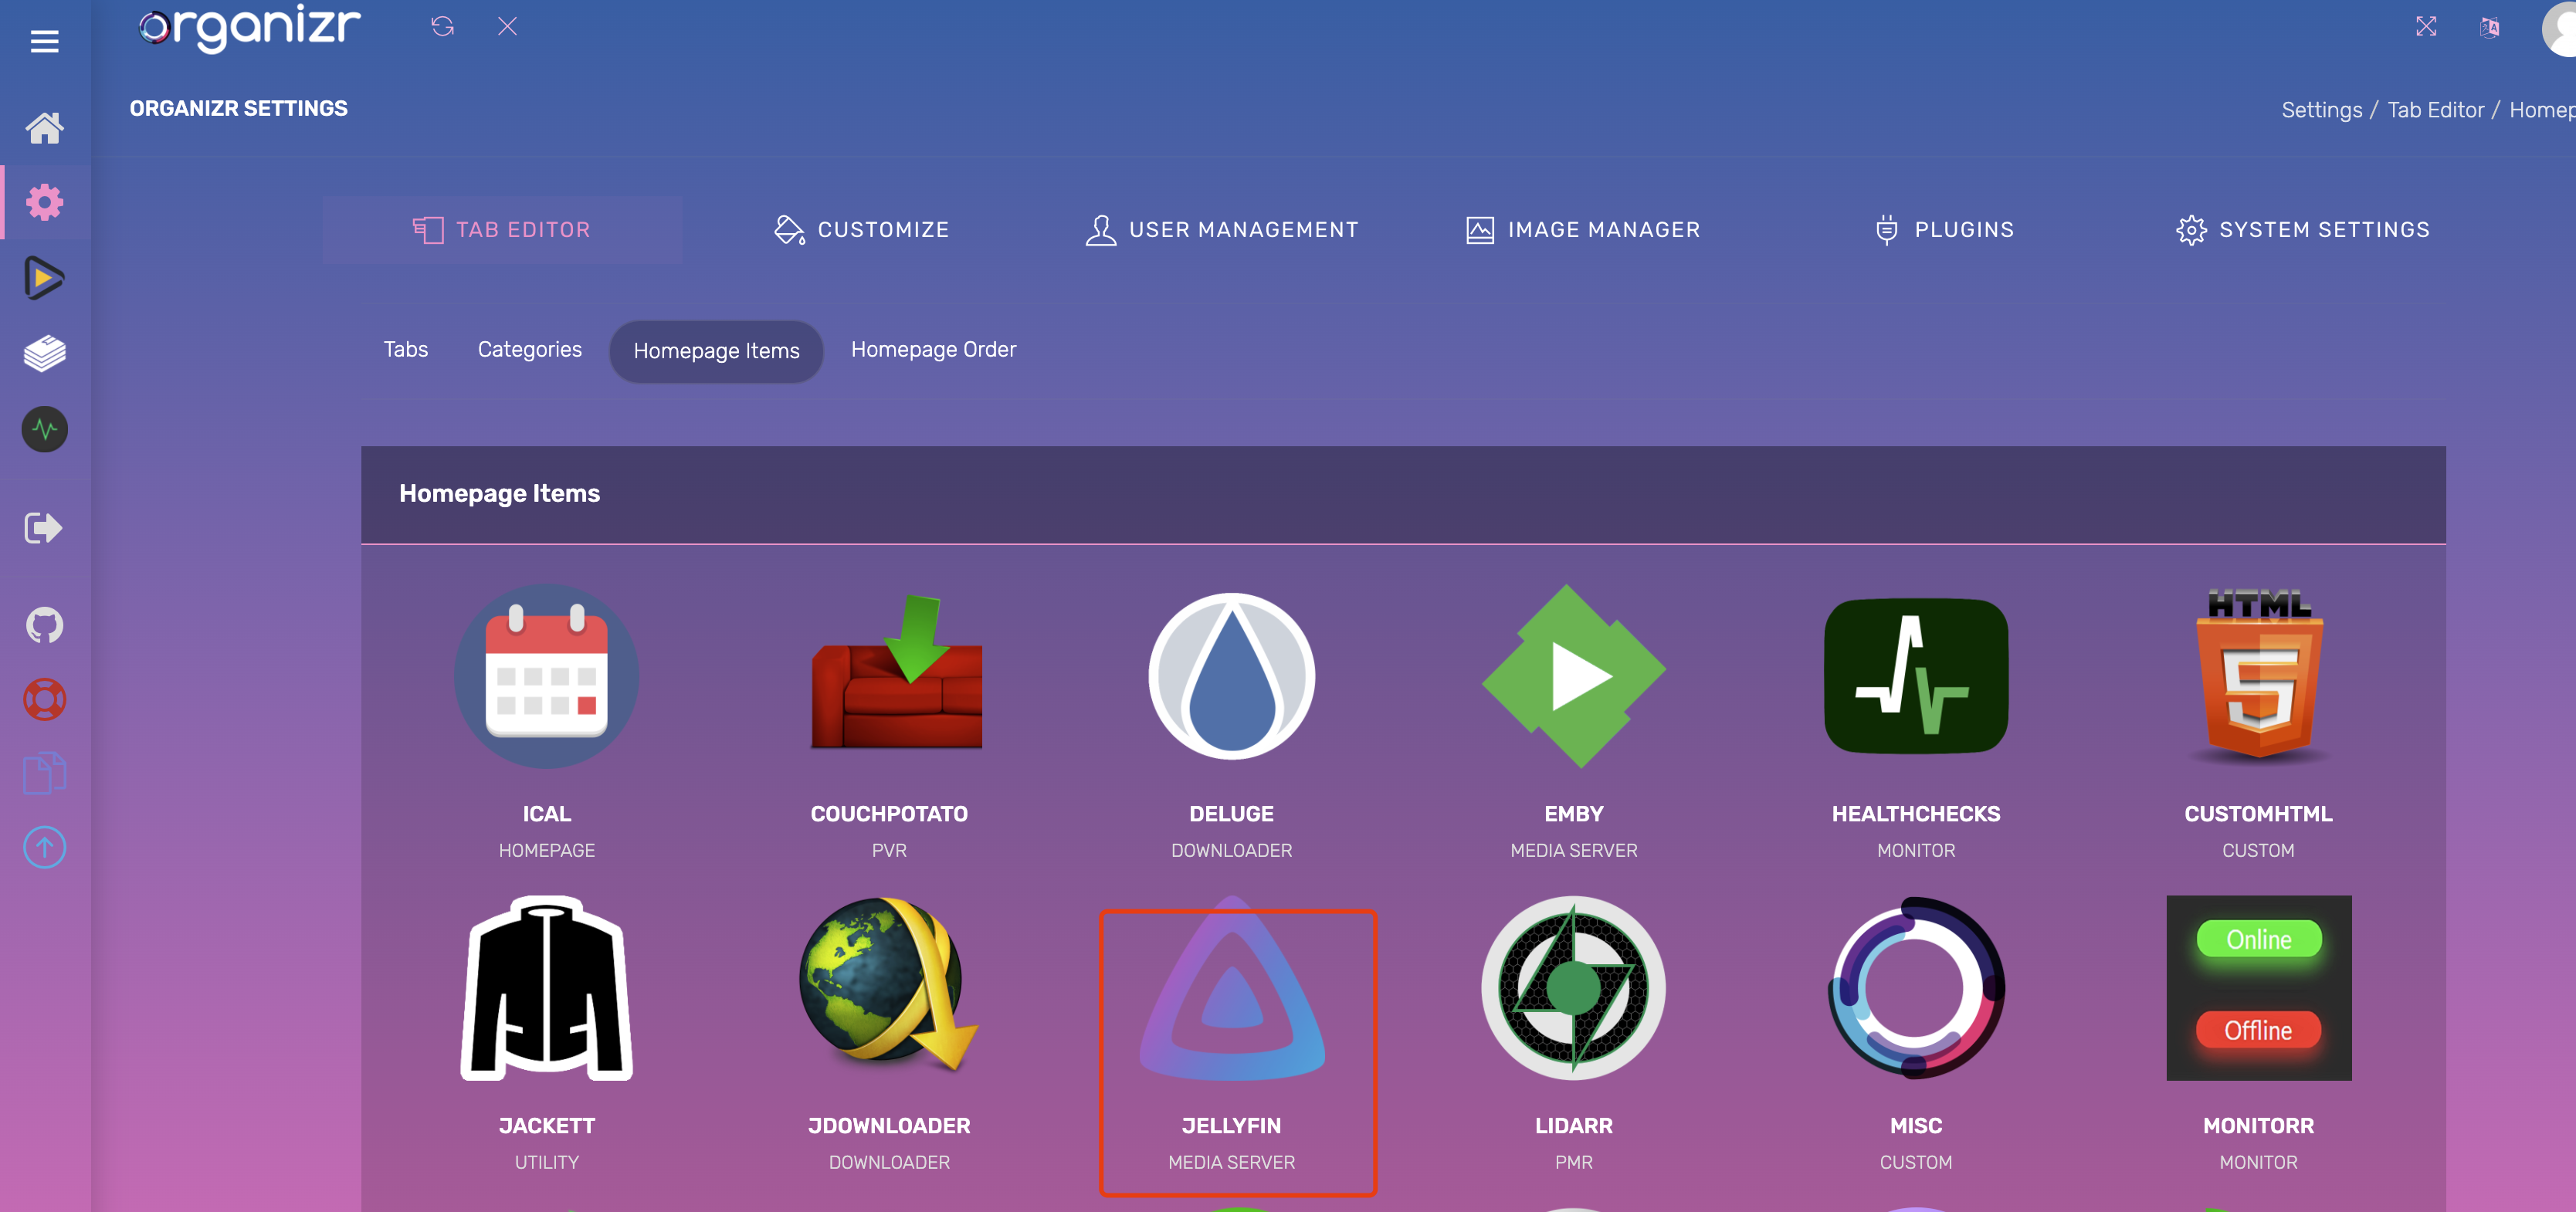 Organizr
ORGANIZR SETTINGS
Settings / Tab Editor / Homep
TAB EDITOR
CUSTOMIZE
USER MANAGEMENT
IMAGE MANAGER
PLUGINS
SYSTEM SETTINGS
Tabs
Categories
Homepage Items
Homepage Order
Homepage Items
HTML
5
ICAL
COUCHPOTATO
DELUGE
EMBY
HEALTHCHECKS
CUSTOMHTML
HOMEPAGE
PVR
DOWNLOADER
MEDIA SERVER
MONITOR
CUSTOM
Online
Offline
JACKETT
JDOWNLOADER
JELLYFIN
LIDARR
MISC
MONITORR
UTILITY
DOWNLOADER
MEDIA SERVER
PMR
CUSTOM
MONITOR